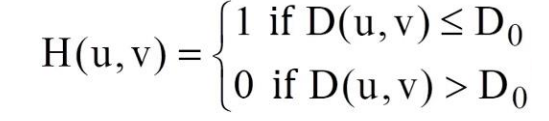 H(u,v) = { 1 if D(u,v) ≤ D₀
0 if D(u,v) > D₀